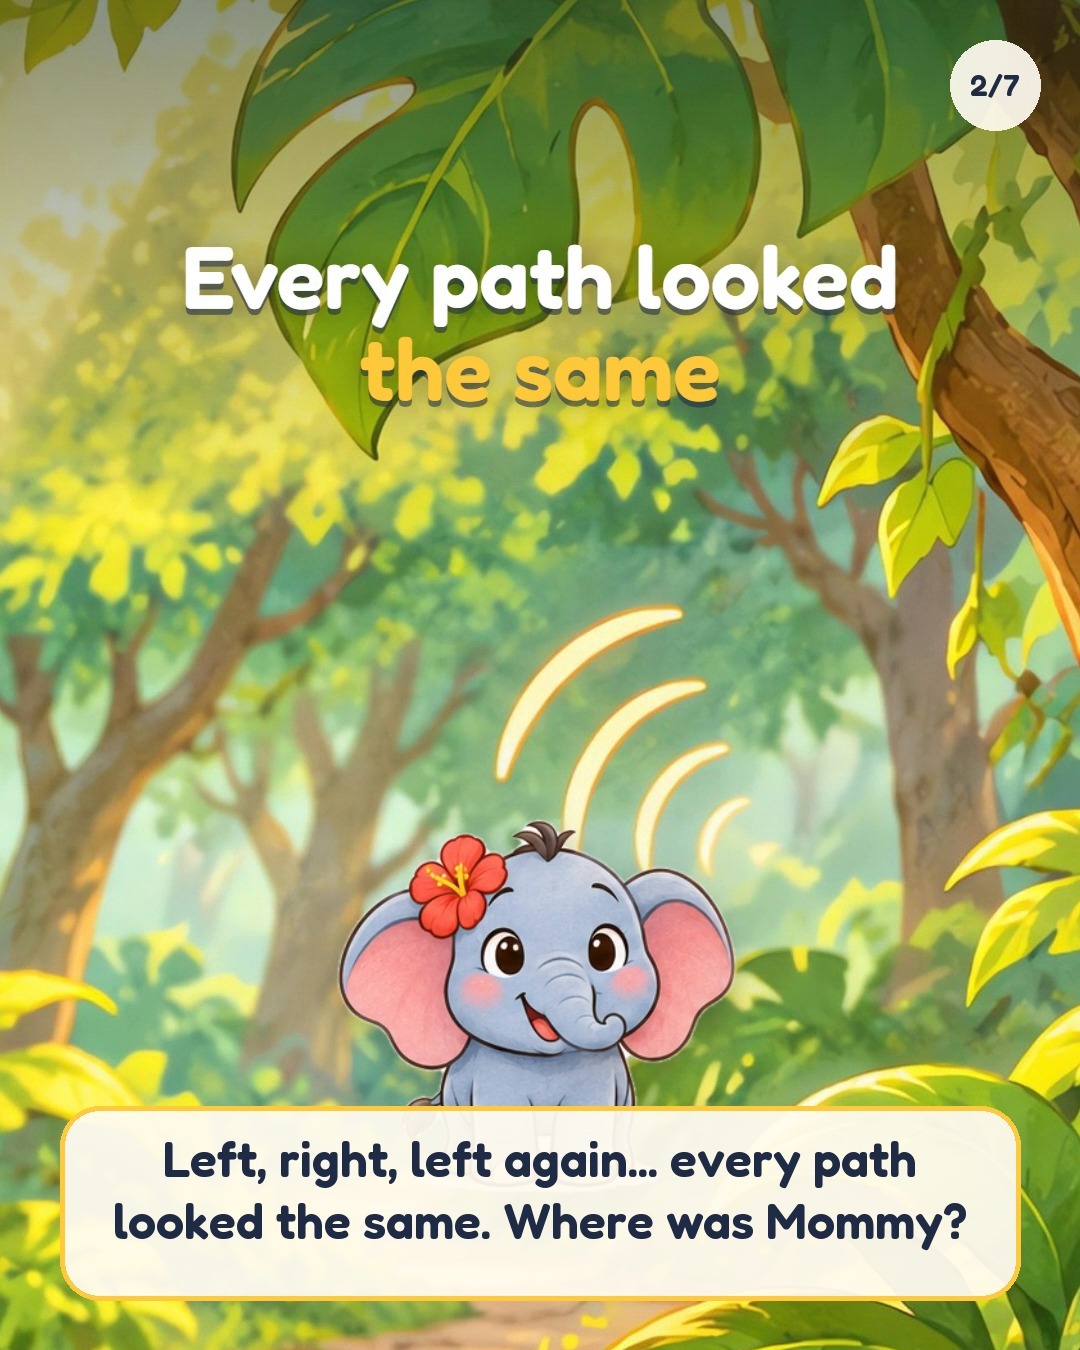 2/7
Every path looked
the same
Left, right, left again... every path
looked the same. Where was Mommy?